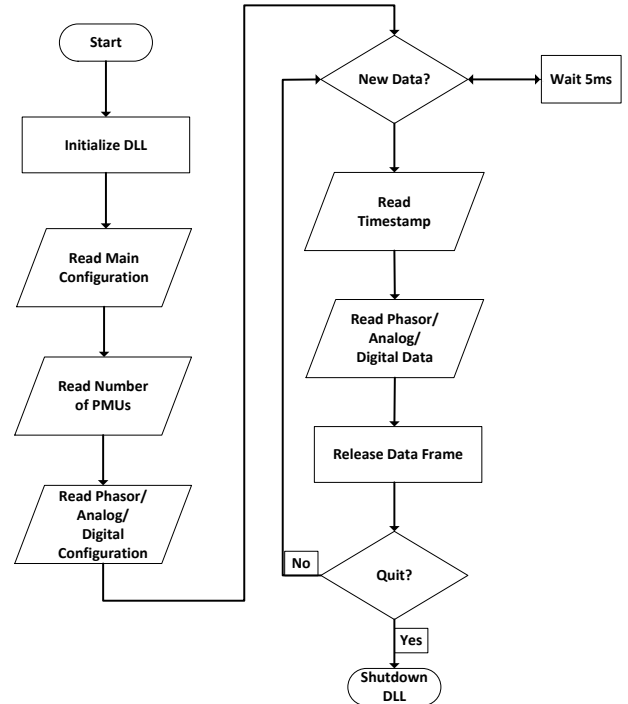 Start
Initialize DLL
Read Main
Configuration
Read Number
of PMUs
Read Phasor/
Analog/
Digital
Configuration
New Data?
Wait 5ms
Read
Timestamp
Read Phasor/
Analog/
Digital Data
Release Data Frame
Quit?
No
Yes
Shutdown
DLL